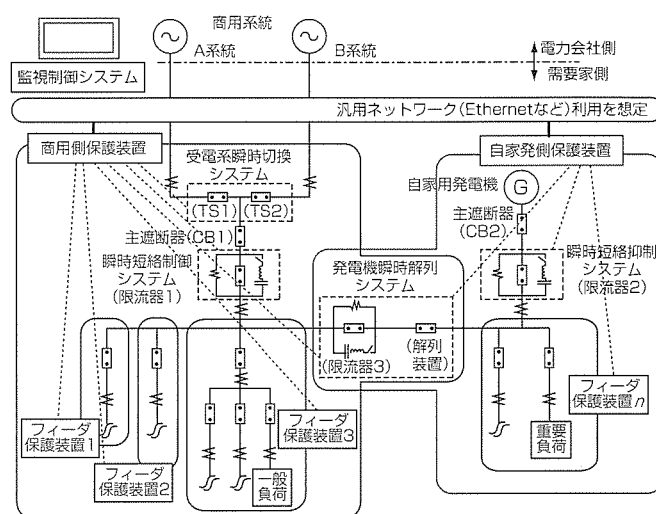 商用系統
A系統
B系統
電力会社側
需要家側
監視制御システム
汎用ネットワーク(Ethernetなど)利用を想定
商用側保護装置
自家発側保護装置
受電系瞬時切換
システム
(TS1)
(TS2)
自家用発電機
G
主遮断器(CB1)
主遮断器
(CB2)
瞬時短絡制御
システム
(限流器1)
発電機瞬時解列
システム
瞬時短絡抑制
システム
(限流器2)
(限流器3)
(解列
装置)
フィーダ
保護装置1
フィーダ
保護装置2
フィーダ
保護装置3
フィーダ
保護装置n
一般
負荷
重要
負荷